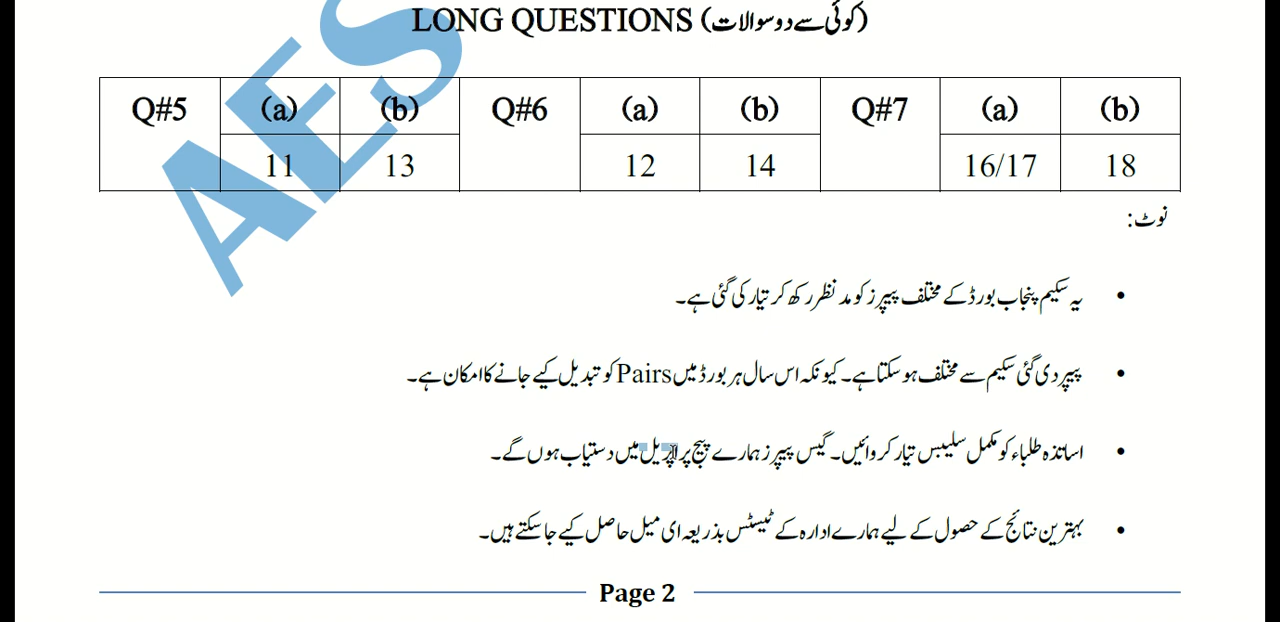 LONG QUESTIONS (کوئی سے دو سوالات)
Q#5 (a) (b) Q#6 (a) (b) Q#7 (a) (b)
11 13 12 14 16/17 18
نوٹ:
• یہ سکیم پنجاب بورڈ کے مختلف پیپرز کو مد نظر رکھ کر تیار کی گئی ہے۔
• پیپر دی گئی سکیم سے مختلف ہو سکتا ہے۔ کیونکہ اس سال ہر بورڈ میں Pairs کو تبدیل کیے جانے کا امکان ہے۔
• اساتذہ طلباء کو مکمل سلیبس تیار کروائیں۔ گیس پیپرز ہمارے پیج پر اپریل میں دستیاب ہوں گے۔
• بہترین نتائج کے حصول کے لیے ہمارے ادارہ کے ٹیسٹس بذریعہ ای میل حاصل کیے جا سکتے ہیں۔
Page 2
AES